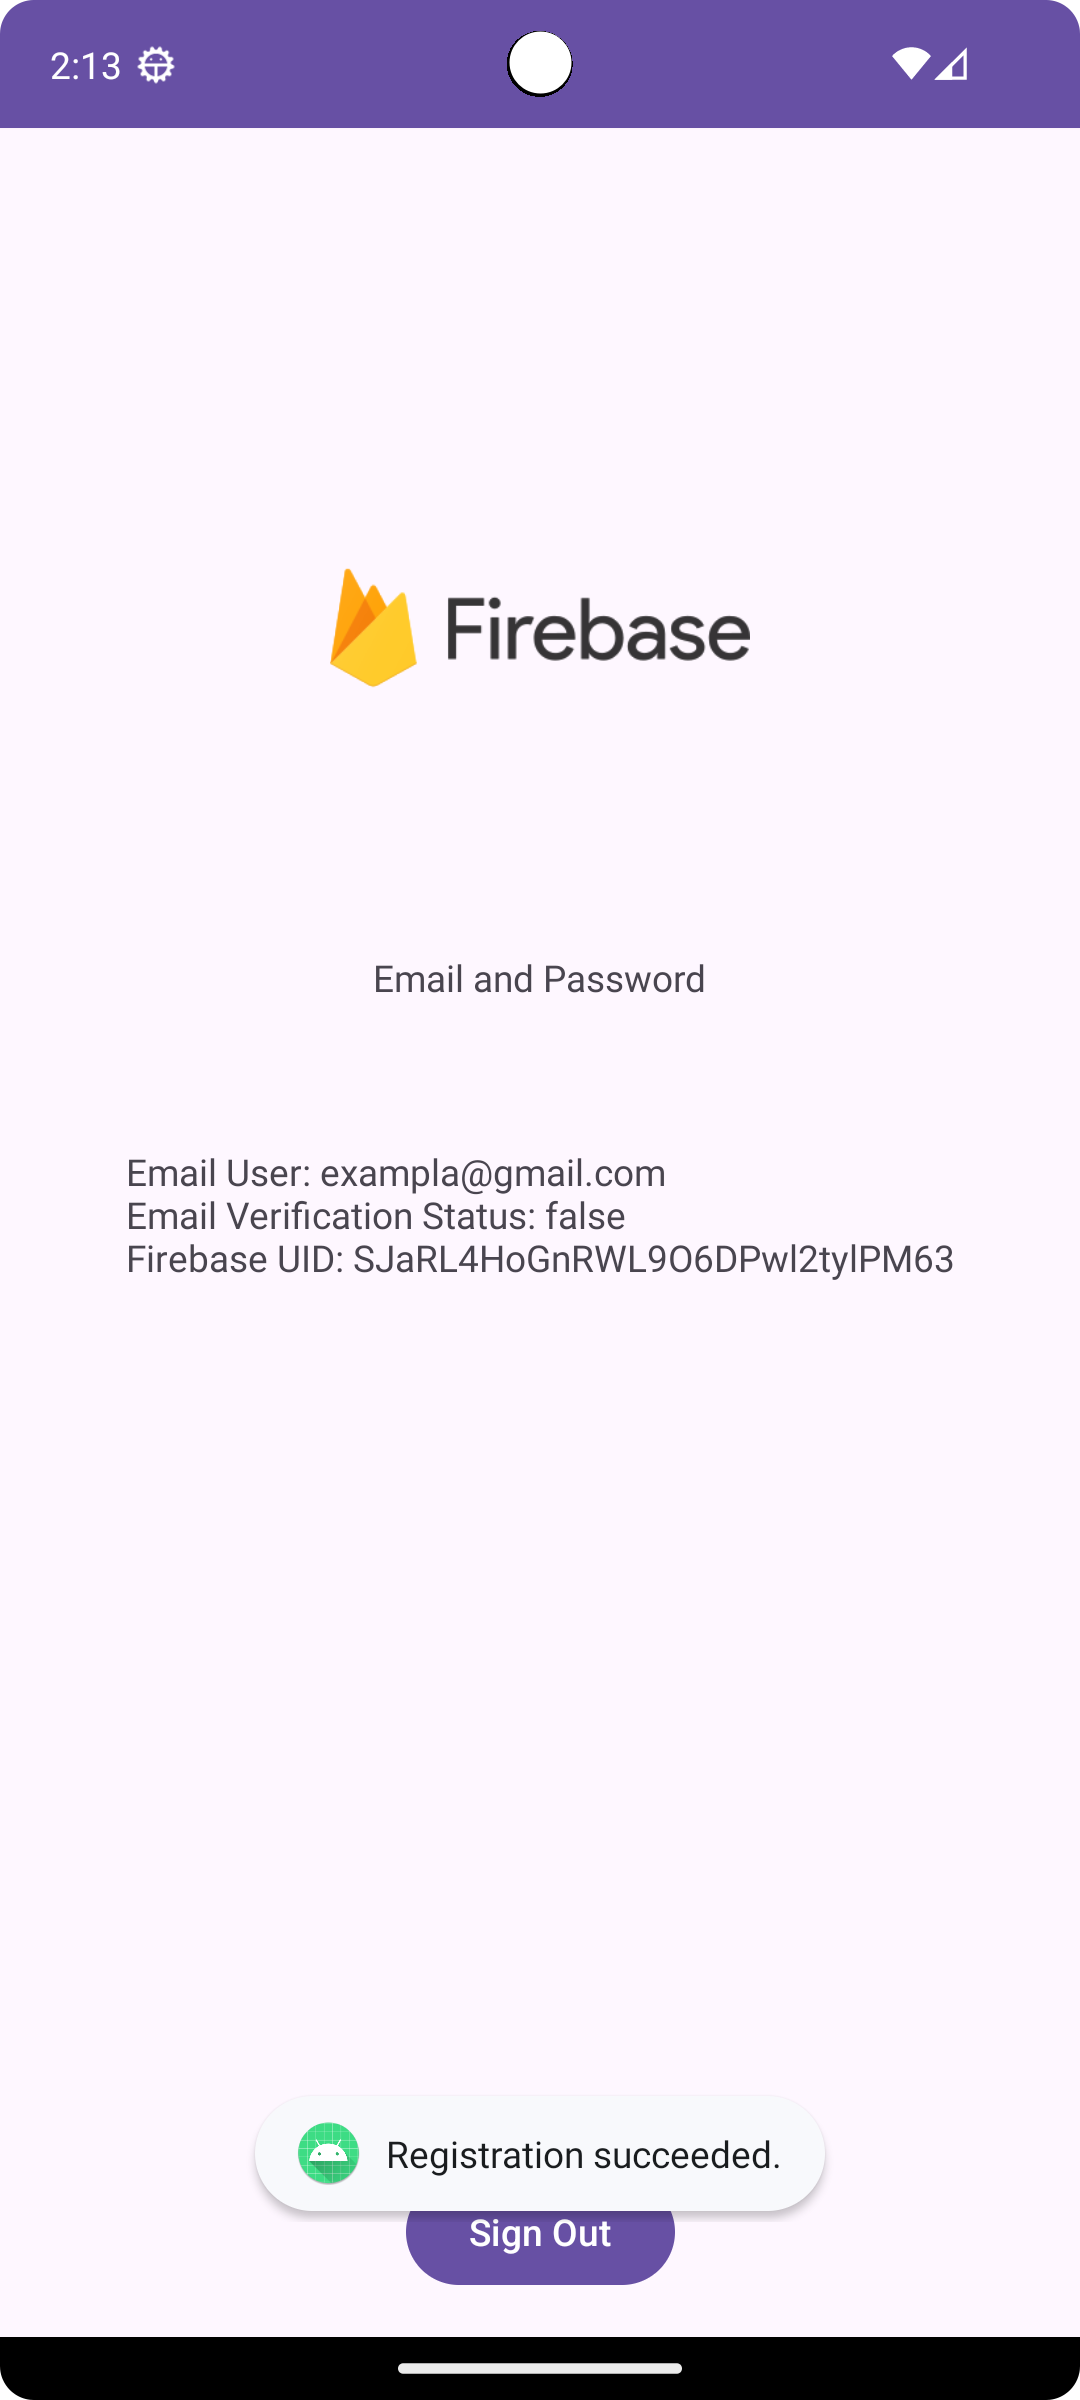 2:13
Firebase
Email and Password
Email User: exampla@gmail.com
Email Verification Status: false
Firebase UID: SJaRL4HoGnRWL9O6DPwl2tylPM63
Registration succeeded.
Sign Out